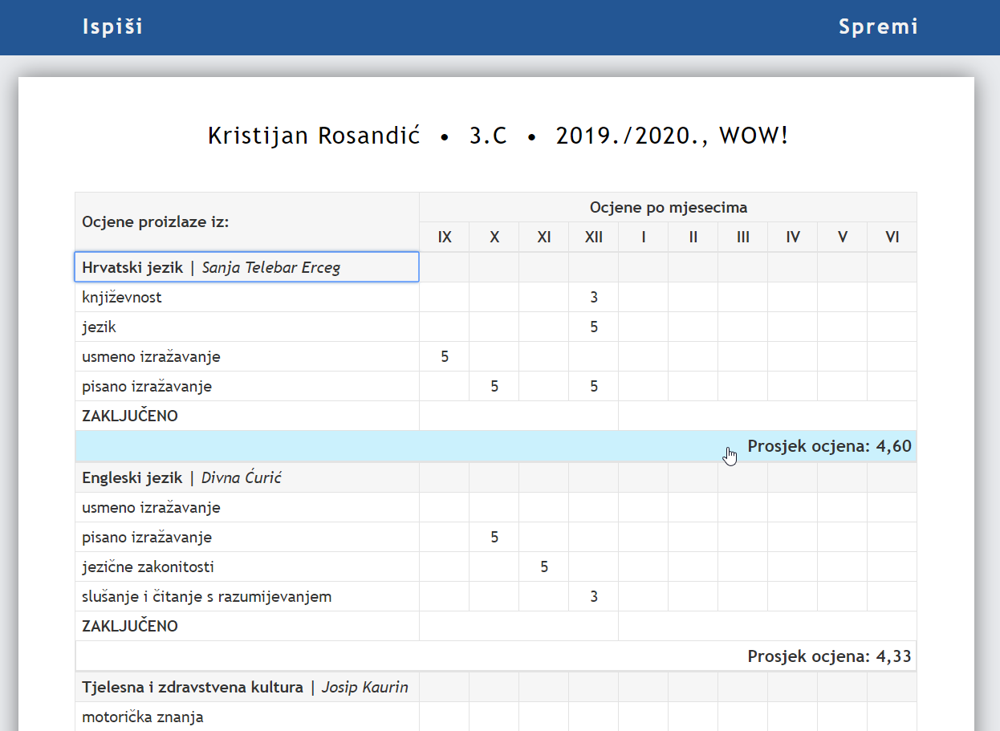 Ispiši Spremi
Kristijan Rosandić • 3.C • 2019./2020., WOW!
Ocjene proizlaze iz: Ocjene po mjesecima
IX X XI XII I II III IV V VI
Hrvatski jezik | Sanja Telebar Erceg
književnost 3
jezik 5
usmeno izražavanje 5
pisano izražavanje 5 5
ZAKLJUČENO
Prosjek ocjena: 4,60
Engleski jezik | Divna Ćurić
usmeno izražavanje
pisano izražavanje 5
jezične zakonitosti 5
slušanje i čitanje s razumijevanjem 3
ZAKLJUČENO
Prosjek ocjena: 4,33
Tjelesna i zdravstvena kultura | Josip Kaurin
motorička znanja